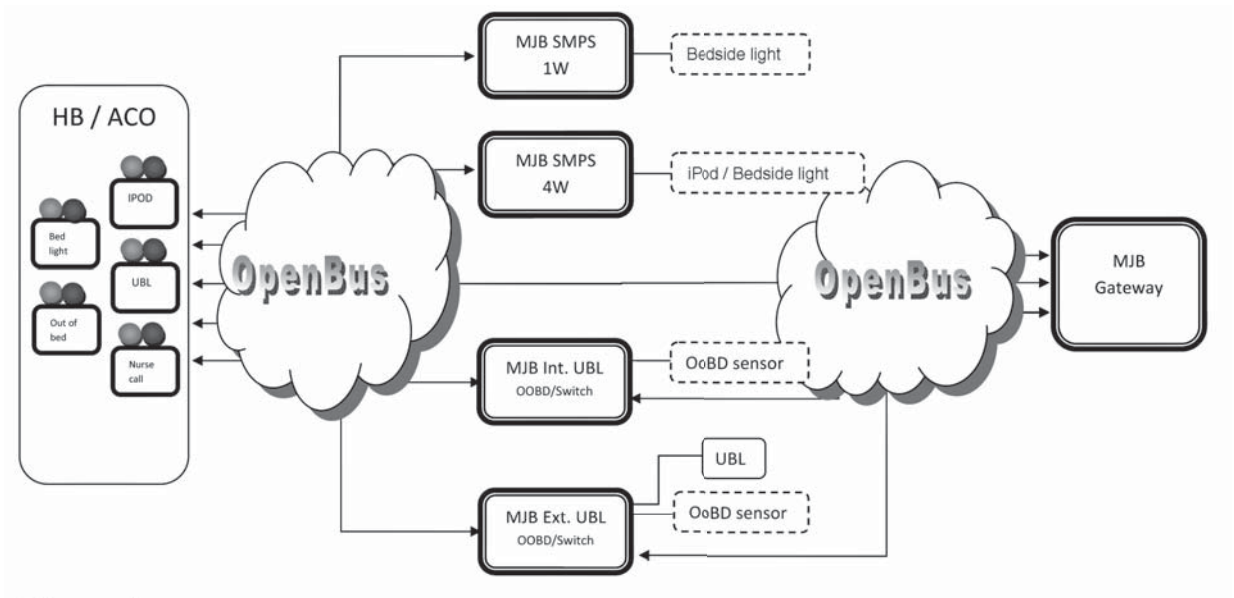 HB / ACO
IPOD
Bed
light
UBL
Out of
bed
Nurse
call
OpenBus
MJB SMPS
1W
Bedside light
MJB SMPS
4W
iPod / Bedside light
MJB Int. UBL
OOBD/Switch
OoBD sensor
MJB Ext. UBL
OOBD/Switch
UBL
OoBD sensor
OpenBus
MJB
Gateway